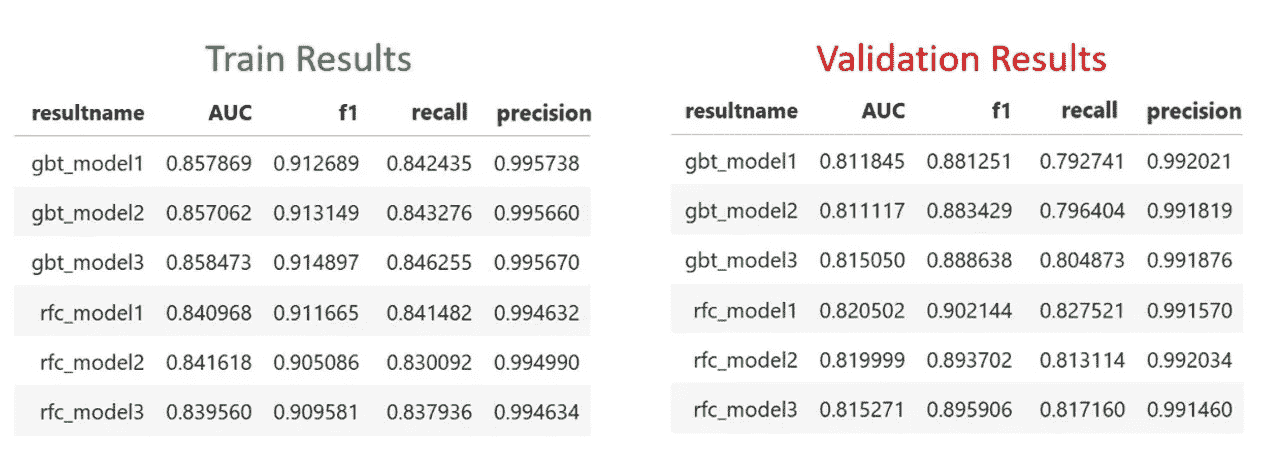 Train Results
resultname AUC f1 recall precision
gbt_model1 0.857869 0.912689 0.842435 0.995738
gbt_model2 0.857062 0.913149 0.843276 0.995660
gbt_model3 0.858473 0.914897 0.846255 0.995670
rfc_model1 0.840968 0.911665 0.841482 0.994632
rfc_model2 0.841618 0.905086 0.830092 0.994990
rfc_model3 0.839560 0.909581 0.837936 0.994634
Validation Results
resultname AUC f1 recall precision
gbt_model1 0.811845 0.881251 0.792741 0.992021
gbt_model2 0.811117 0.883429 0.796404 0.991819
gbt_model3 0.815050 0.888638 0.804873 0.991876
rfc_model1 0.820502 0.902144 0.827521 0.991570
rfc_model2 0.819999 0.893702 0.813114 0.992034
rfc_model3 0.815271 0.895906 0.817160 0.991460